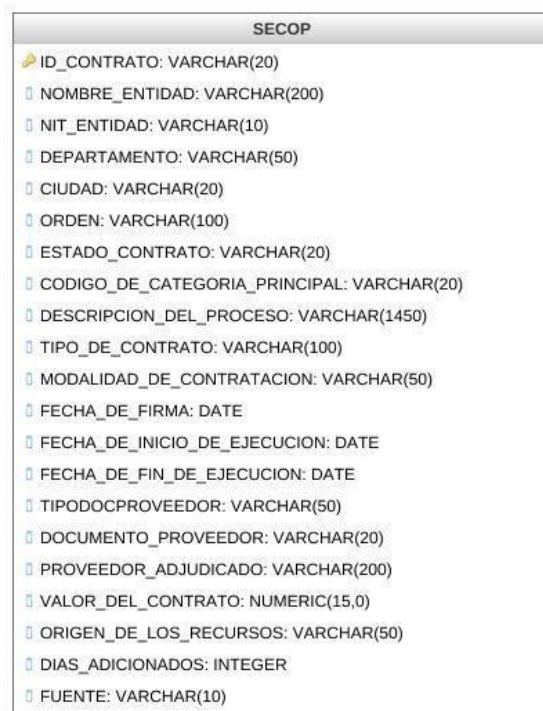 SECOP
ID_CONTRATO: VARCHAR(20)
NOMBRE_ENTIDAD: VARCHAR(200)
NIT_ENTIDAD: VARCHAR(10)
DEPARTAMENTO: VARCHAR(50)
CIUDAD: VARCHAR(20)
ORDEN: VARCHAR(100)
ESTADO_CONTRATO: VARCHAR(20)
CODIGO_DE_CATEGORIA_PRINCIPAL: VARCHAR(20)
DESCRIPCION_DEL_PROCESO: VARCHAR(1450)
TIPO_DE_CONTRATO: VARCHAR(100)
MODALIDAD_DE_CONTRATACION: VARCHAR(50)
FECHA_DE_FIRMA: DATE
FECHA_DE_INICIO_DE_EJECUCION: DATE
FECHA_DE_FIN_DE_EJECUCION: DATE
TIPODOCPROVEEDOR: VARCHAR(50)
DOCUMENTO_PROVEEDOR: VARCHAR(20)
PROVEEDOR_ADJUDICADO: VARCHAR(200)
VALOR_DEL_CONTRATO: NUMERIC(15,0)
ORIGEN_DE_LOS_RECURSOS: VARCHAR(50)
DIAS_ADICIONADOS: INTEGER
FUENTE: VARCHAR(10)